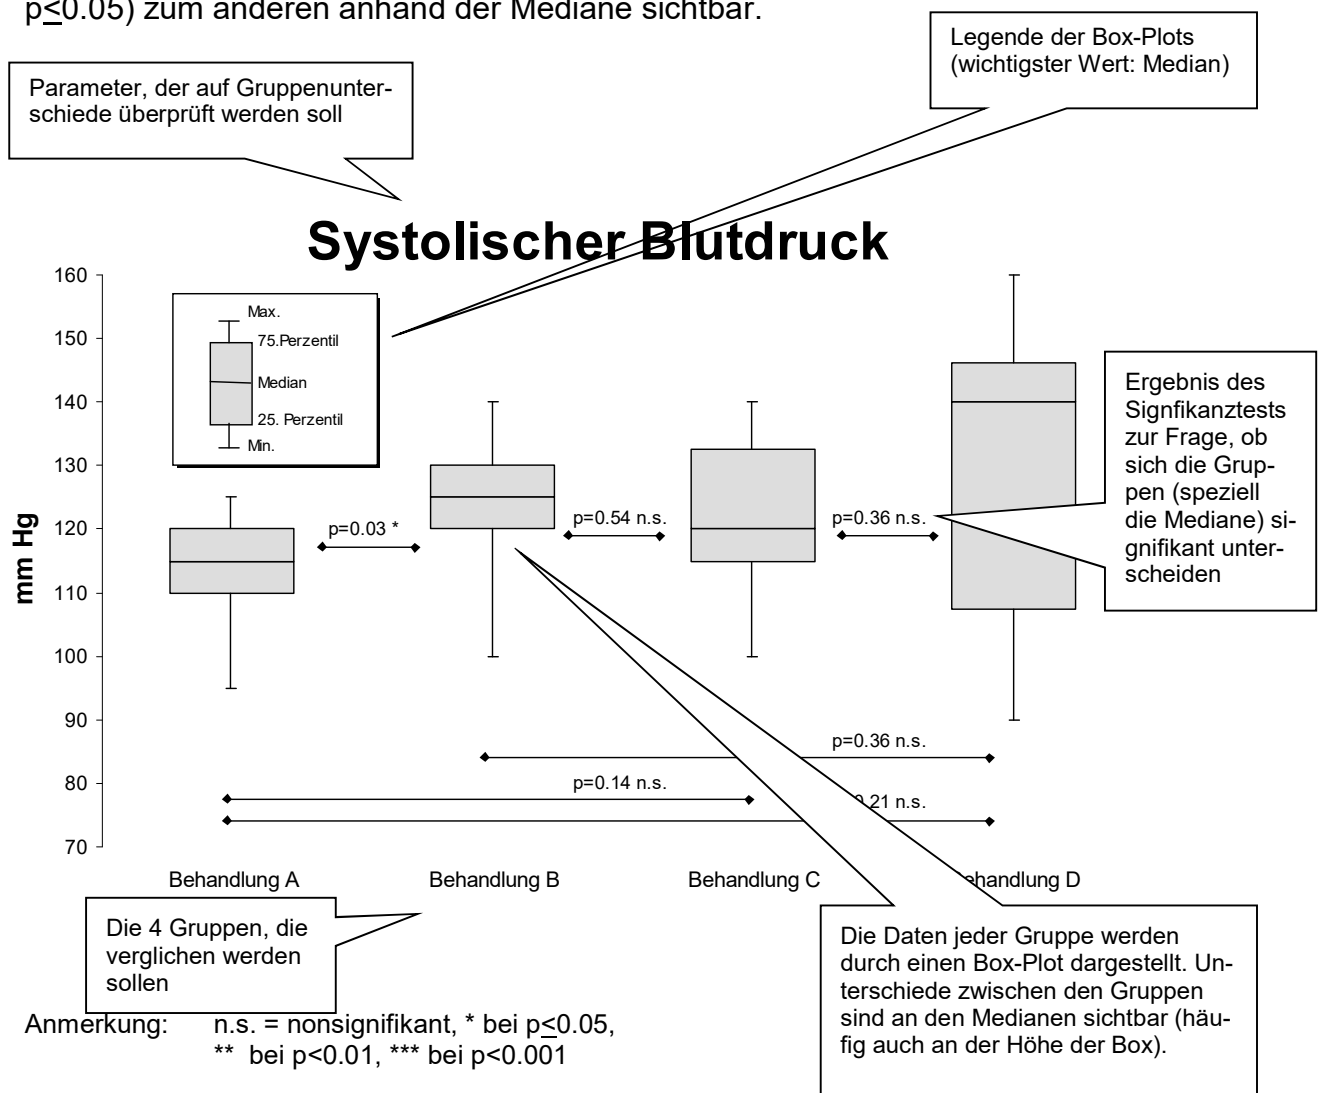 p≤0.05) zum anderen anhand der Mediane sichtbar.
Legende der Box-Plots
(wichtigster Wert: Median)
Parameter, der auf Gruppenunter-
schiede überprüft werden soll
Systolischer Blutdruck
mm Hg
160
150
140
130
120
110
100
90
80
70
Max.
75.Perzentil
Median
25. Perzentil
Min.
p=0.03 *
p=0.54 n.s.
p=0.36 n.s.
Ergebnis des
Signfikanztests
zur Frage, ob
sich die Grup-
pen (speziell
die Mediane) si-
gnifikant unter-
scheiden
p=0.36 n.s.
p=0.14 n.s.
.21 n.s.
Behandlung A
Behandlung B
Behandlung C
handlung D
Die 4 Gruppen, die
verglichen werden
sollen
Die Daten jeder Gruppe werden
durch einen Box-Plot dargestellt. Un-
terschiede zwischen den Gruppen
sind an den Medianen sichtbar (häu-
fig auch an der Höhe der Box).
Anmerkung: n.s. = nonsignifikant, * bei p≤0.05,
** bei p<0.01, *** bei p<0.001